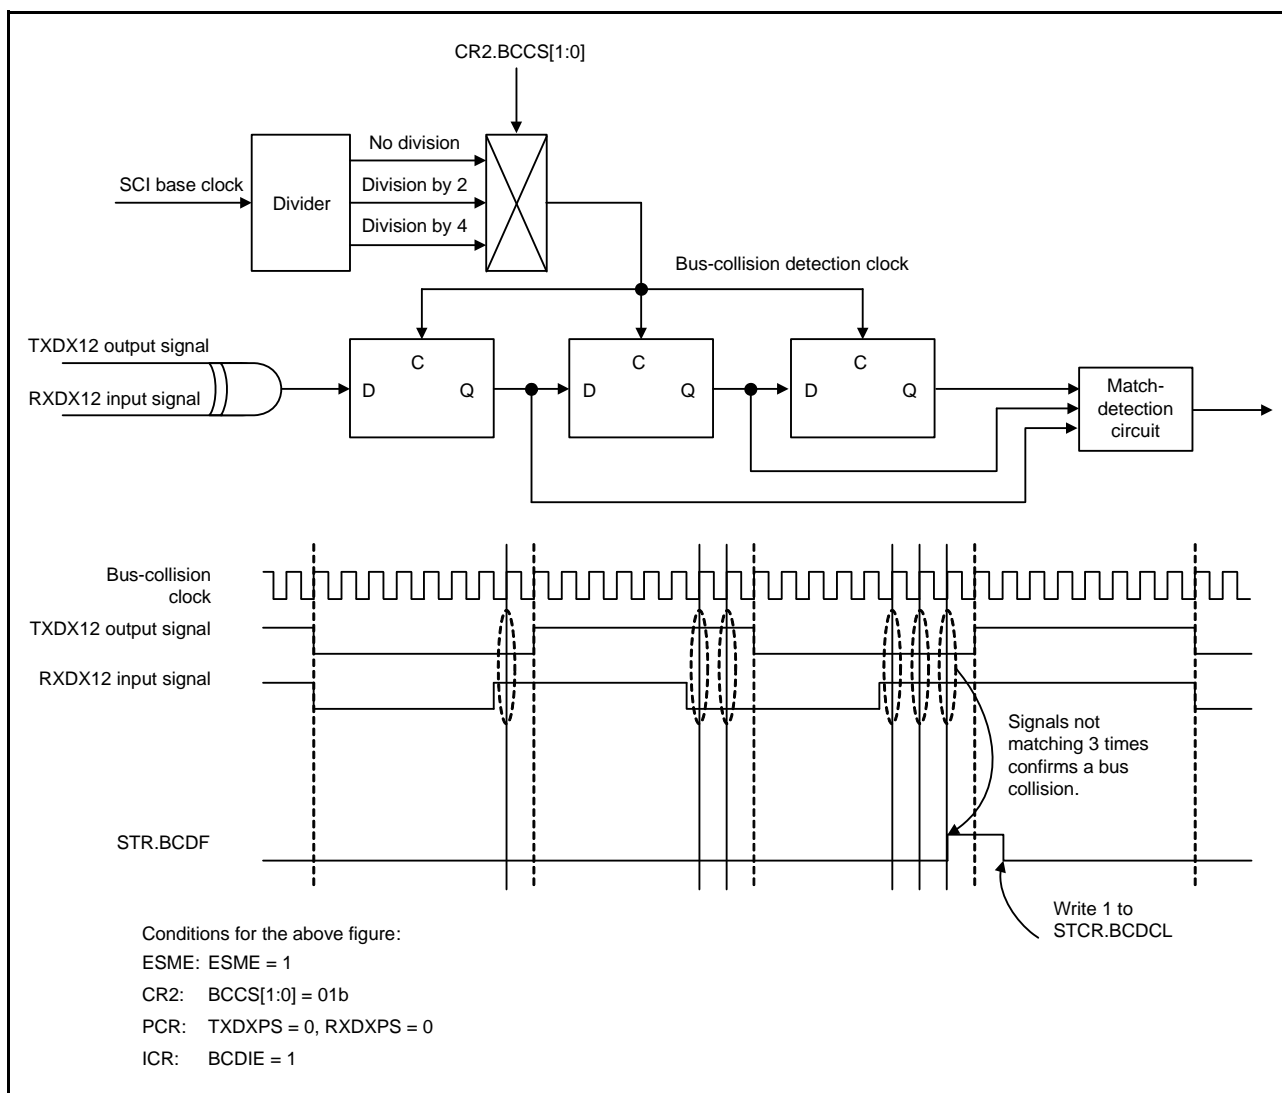 CR2.BCCS[1:0]
No division
SCI base clock
Divider
Division by 2
Division by 4
Bus-collision detection clock
TXDX12 output signal
RXDX12 input signal
C
D
Q
C
D
Q
C
D
Q
Match-
detection
circuit
Bus-collision
clock
TXDX12 output signal
RXDX12 input signal
Signals not
matching 3 times
confirms a bus
collision.
STR.BCDF
Write 1 to
STCR.BCDCL
Conditions for the above figure:
ESME: ESME = 1
CR2: BCCS[1:0] = 01b
PCR: TXDXPS = 0, RXDXPS = 0
ICR: BCDIE = 1